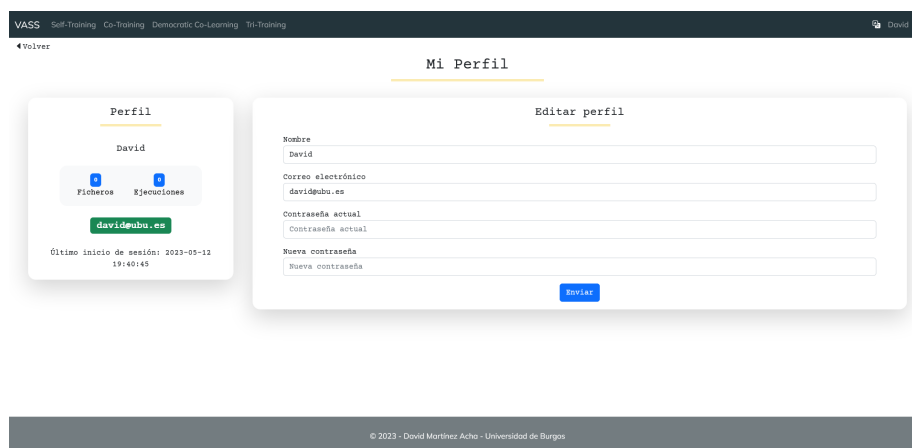 VASS Self-Training Co-Training Democratic Co-Learning Tri-Training David
Volver
Mi Perfil
Perfil
David
0 0
Ficheros Ejecuciones
david@ubu.es
Último inicio de sesión: 2023-05-12
19:40:45
Editar perfil
Nombre
David
Correo electrónico
david@ubu.es
Contraseña actual
Contraseña actual
Nueva contraseña
Nueva contraseña
Enviar
© 2023 - David Martínez Acha - Universidad de Burgos